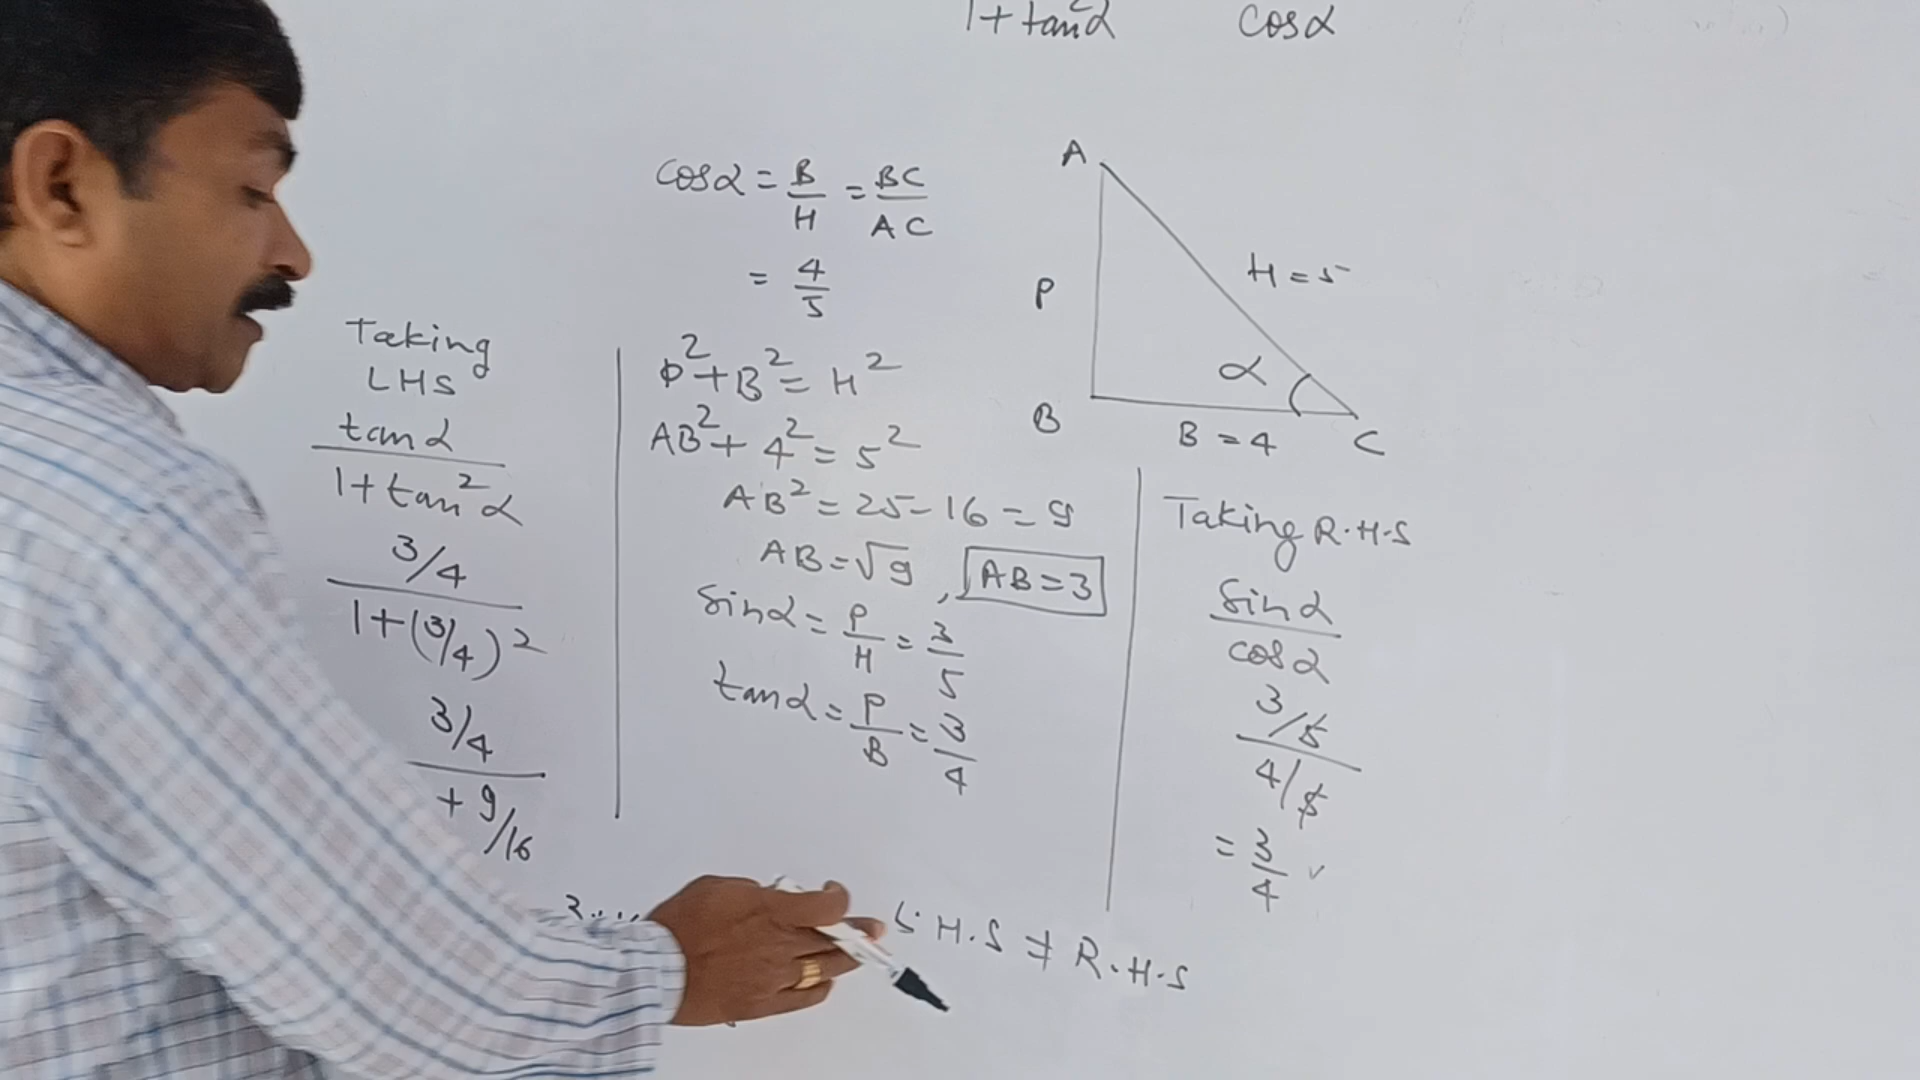 1+tan²α cosα
cosα = B/H = BC/AC
= 4/5
A
P
H = 5
α
B
B = 4
C
Taking
LHS
tanα
1+tan²α
3/4
1+(3/4)²
3/4
+9/16
P²+B²=H²
AB²+4²=5²
AB²=25-16=9
AB=√9, AB=3
Sinα=P/H=3/5
tanα=P/B=3/4
Taking R.H.S
Sinα
cosα
3/5
4/5
= 3/4 ✓
L.H.S ≠ R.H.S